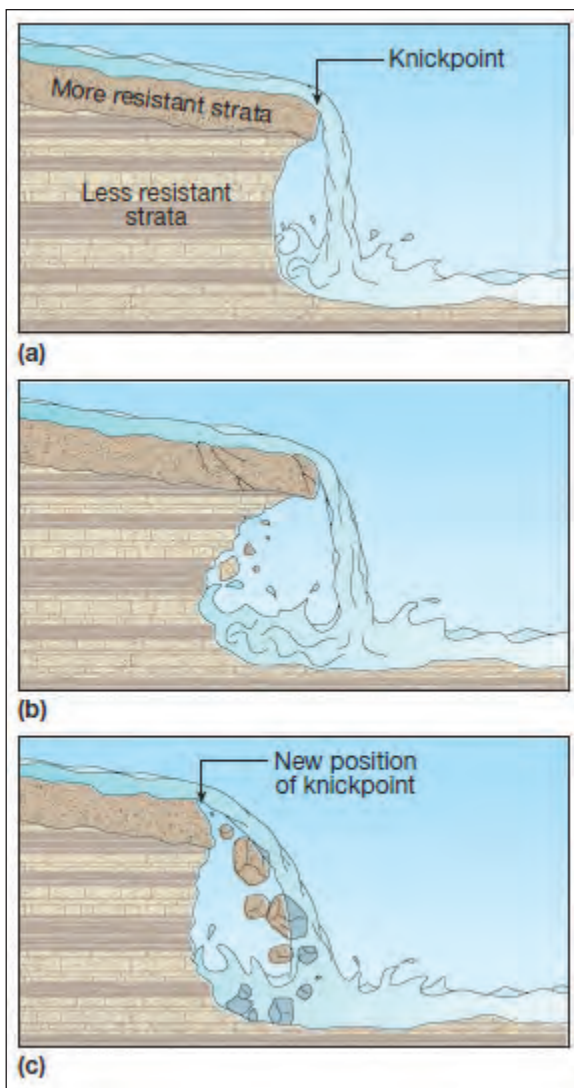 Knickpoint
More resistant strata
Less resistant
strata
(a)
(b)
New position
of knickpoint
(c)